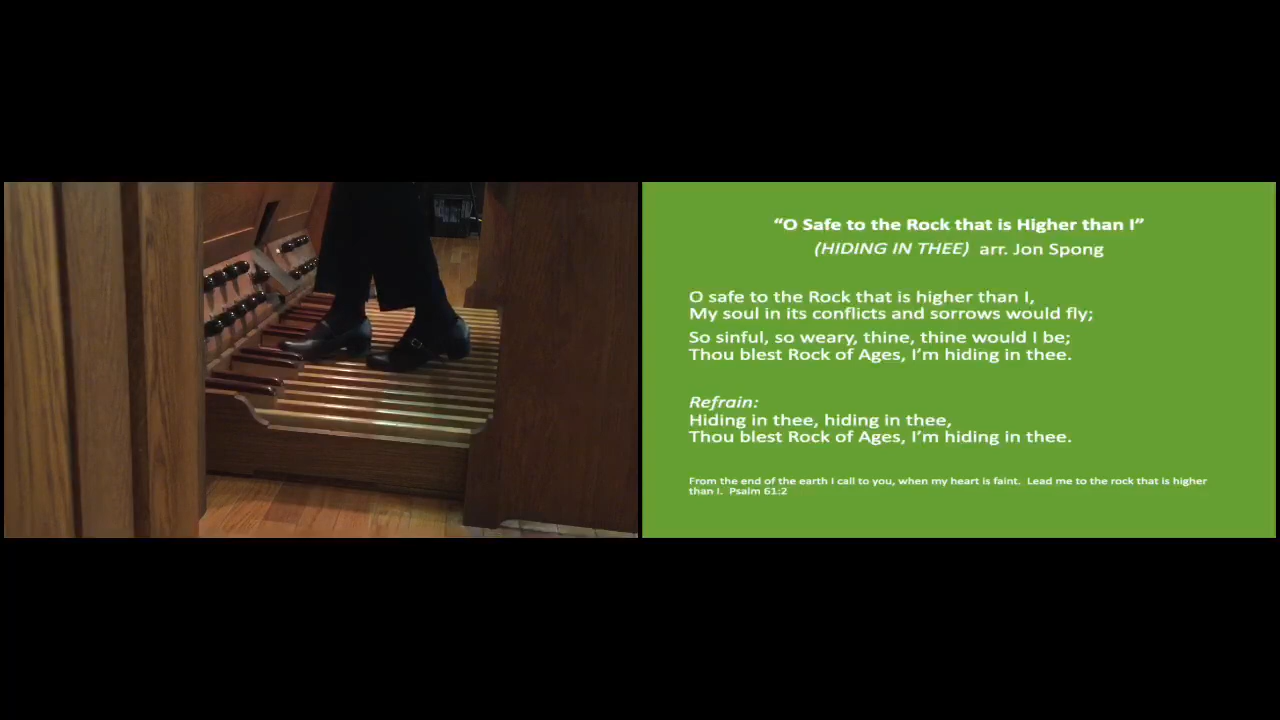 “O Safe to the Rock that is Higher than I”
(HIDING IN THEE) arr. Jon Spong
O safe to the Rock that is higher than I,
My soul in its conflicts and sorrows would fly;
So sinful, so weary, thine, thine would I be;
Thou blest Rock of Ages, I’m hiding in thee.
Refrain:
Hiding in thee, hiding in thee,
Thou blest Rock of Ages, I’m hiding in thee.
From the end of the earth I call to you, when my heart is faint. Lead me to the rock that is higher
than I. Psalm 61:2